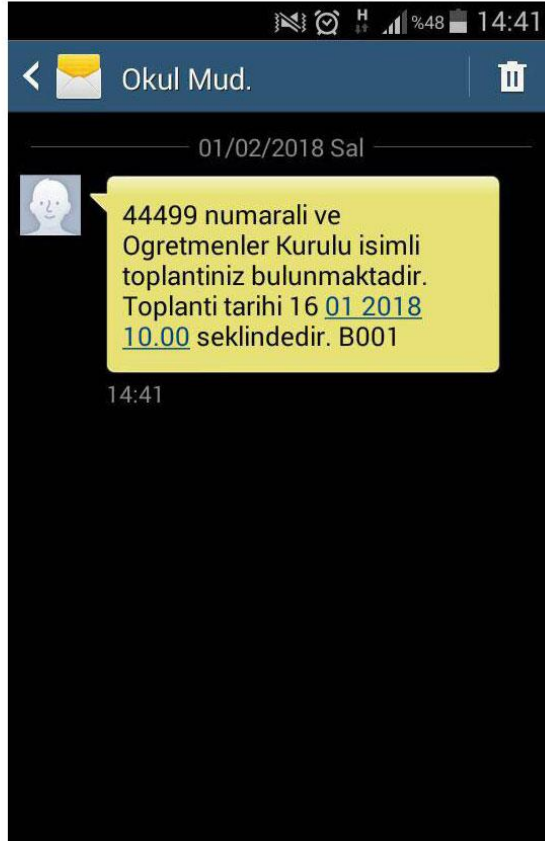 %48 14:41
Okul Mud.
01/02/2018 Sal
44499 numarali ve
Ogretmenler Kurulu isimli
toplantiniz bulunmaktadir.
Toplanti tarihi 16 01 2018
10.00 seklindedir. B001
14:41